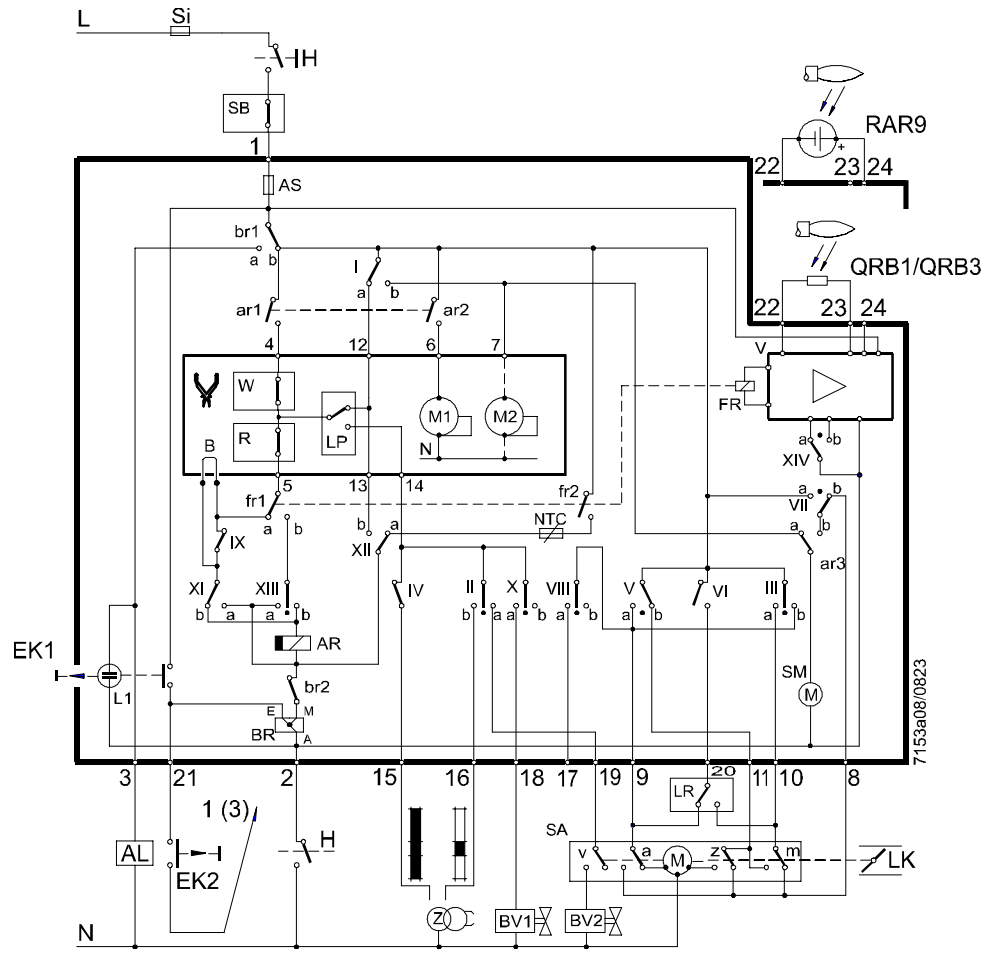 L Si
H
SB
1
RAR9
+
22 23 24
AS
br1
a b
I
a b
QRB1/QRB3
22 23 24
ar1 ar2
4 12 6 7
V
FR
W
R
LP
M1 M2
N
B
a b
XIV
5 13 14
fr1 fr2
a b
b a
XII
NTC
a b
VII
a b
ar3
IX
XI XIII IV II X VIII V VI III
b a a b b a a b b a a b a b
AR
EK1
L1
br2
E M
BR A
SM
M
7153a08/0823
3 21 2 15 16 18 17 19 9 20 11 10 8
1 (3)
H
LR
SA
v a M z m
LK
AL
EK2
Z
BV1 BV2
N